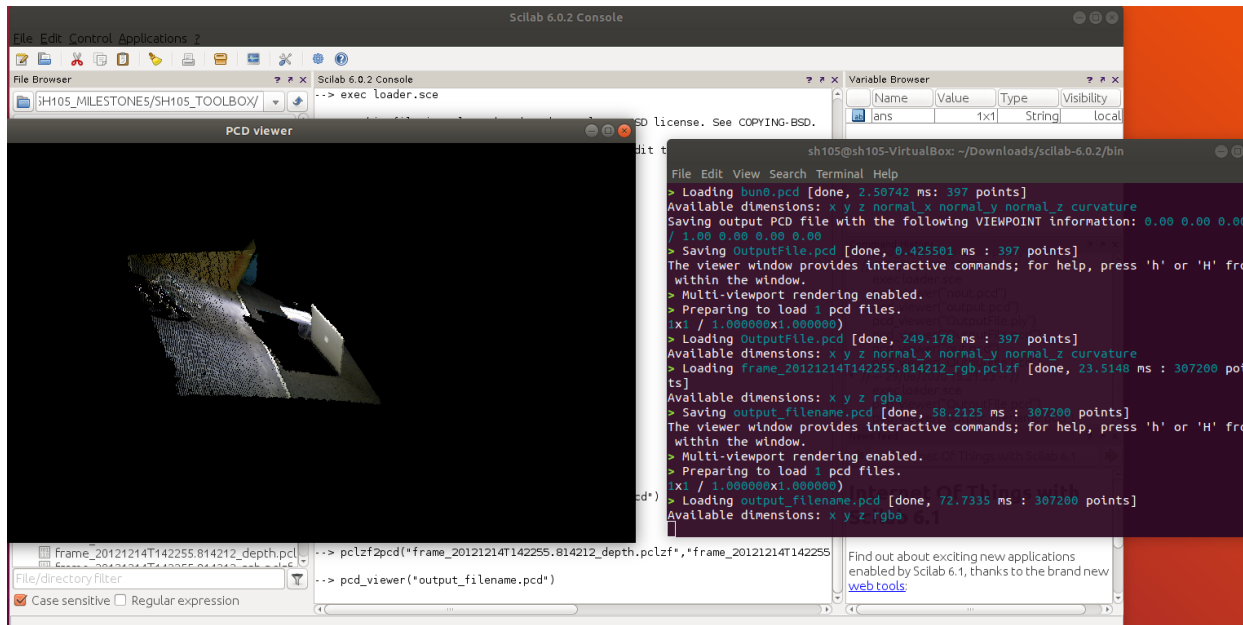 Scilab 6.0.2 Console
File Edit Control Applications ?
File Browser
Scilab 6.0.2 Console
Variable Browser
SH105_MILESTONE5/SH105_TOOLBOX/
--> exec loader.sce
Name Value Type Visibility
ans 1x1 String local
SD license. See COPYING-BSD.
PCD viewer
dit t
sh105@sh105-VirtualBox: ~/Downloads/scilab-6.0.2/bin
File Edit View Search Terminal Help
> Loading bun0.pcd [done, 2.50742 ms: 397 points]
Available dimensions: x y z normal_x normal_y normal_z curvature
Saving output PCD file with the following VIEWPOINT information: 0.00 0.00 0.00
/ 1.00 0.00 0.00 0.00
> Saving OutputFile.pcd [done, 0.425501 ms : 397 points]
The viewer window provides interactive commands; for help, press 'h' or 'H' fro
within the window.
> Multi-viewport rendering enabled.
> Preparing to load 1 pcd files.
1x1 / 1.000000x1.000000)
> Loading OutputFile.pcd [done, 249.178 ms : 397 points]
Available dimensions: x y z normal_x normal_y normal_z curvature
> Loading frame_20121214T142255.814212_rgb.pclzf [done, 23.5148 ms : 307200 poi
ts]
Available dimensions: x y z rgba
> Saving output_filename.pcd [done, 58.2125 ms : 307200 points]
The viewer window provides interactive commands; for help, press 'h' or 'H' fro
within the window.
> Multi-viewport rendering enabled.
> Preparing to load 1 pcd files.
1x1 / 1.000000x1.000000)
> Loading output_filename.pcd [done, 72.7335 ms : 307200 points]
Available dimensions: x y z rgba
Internet Of Things with
Scilab 6.1
cd")
frame_20121214T142255.814212_depth.pcl
--> pclzf2pcd("frame_20121214T142255.814212_depth.pclzf","frame_20121214T142255
Find out about exciting new applications
enabled by Scilab 6.1, thanks to the brand new
web tools:
File/directory filter
--> pcd_viewer("output_filename.pcd")
Case sensitive Regular expression